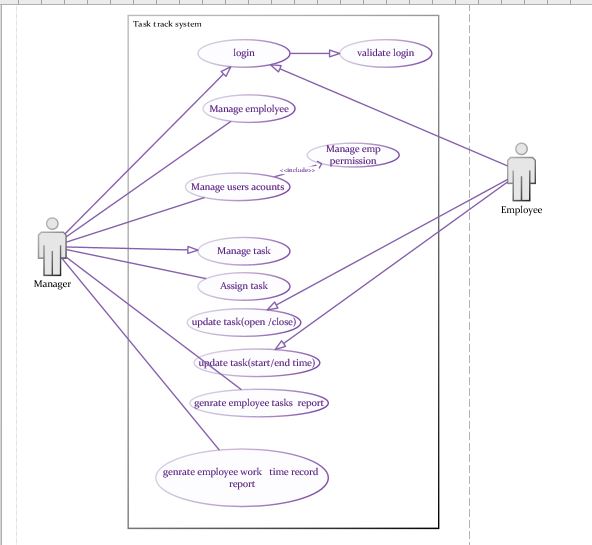 Task track system
login
validate login
Manage emplolyee
Manage emp
permission
<<include>>
Manage users acounts
Employee
Manage task
Manager
Assign task
update task(open /close)
update task(start/end time)
genrate employee tasks report
genrate employee work time record
report